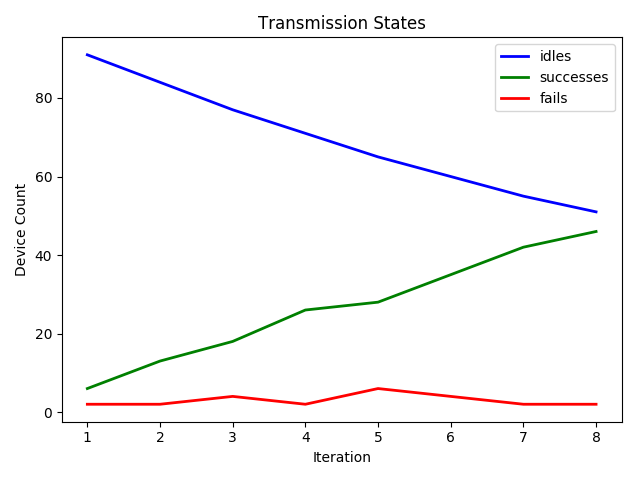 Transmission States
idles
successes
fails
Device Count
80
60
40
20
0
1 2 3 4 5 6 7 8
Iteration